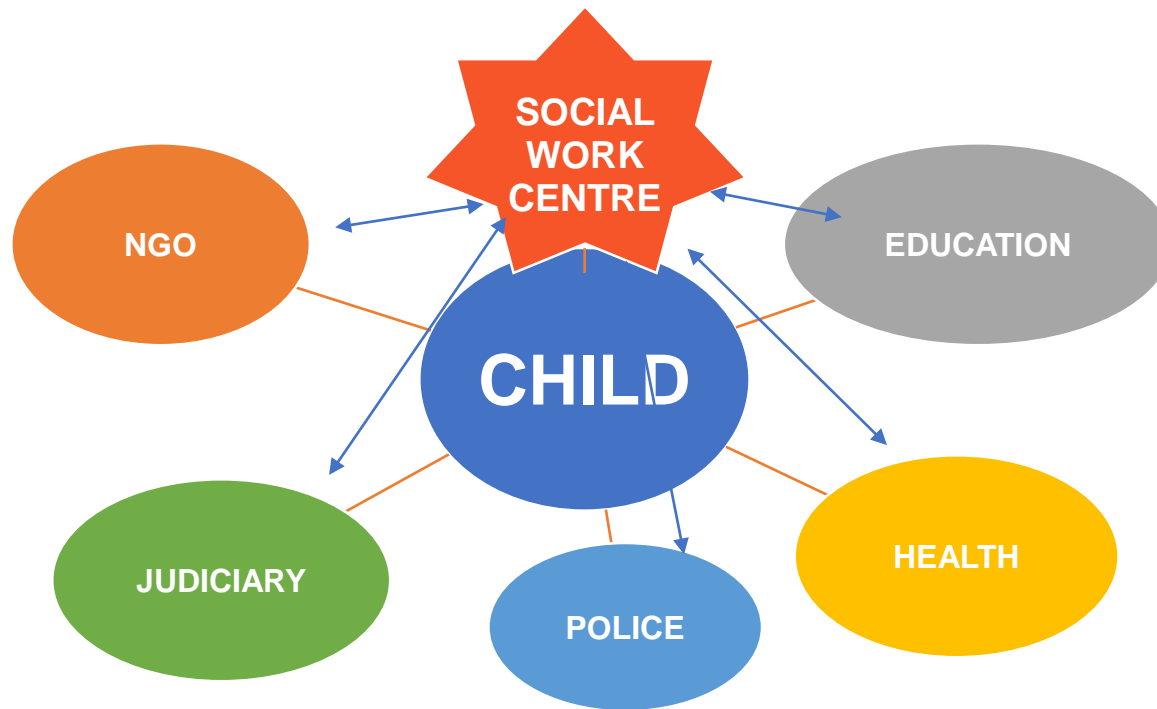 SOCIAL
WORK
CENTRE
NGO
EDUCATION
CHILD
JUDICIARY
POLICE
HEALTH